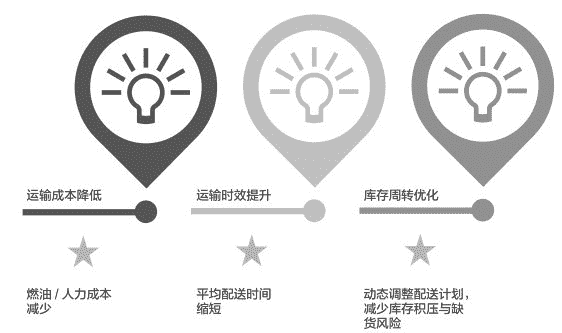 运输成本降低
运输时效提升
库存周转优化
燃油 / 人力成本
减少
平均配送时间
缩短
动态调整配送计划，
减少库存积压与缺
货风险